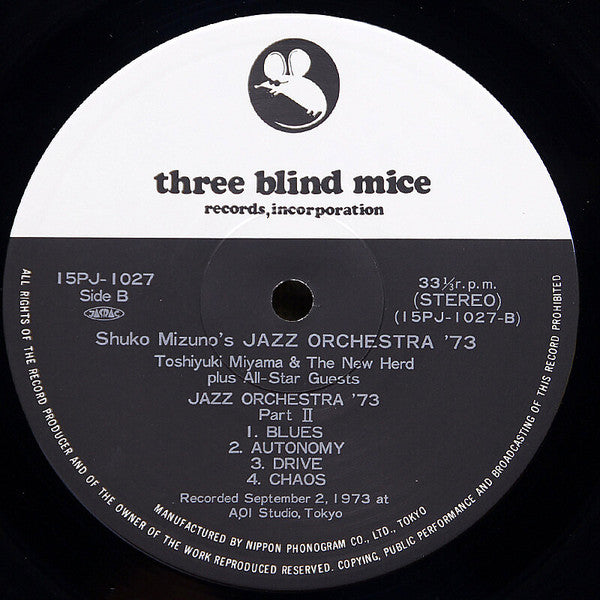 three blind mice
records,incorporation
15PJ-1027
Side B
JASRAC
33⅓r.p.m.
(STEREO)
(15PJ-1027-B)
Shuko Mizuno's JAZZ ORCHESTRA '73
Toshiyuki Miyama & The New Herd
plus All-Star Guests
JAZZ ORCHESTRA '73
Part II
1. BLUES
2. AUTONOMY
3. DRIVE
4. CHAOS
Recorded September 2, 1973 at
AOI Studio, Tokyo
MANUFACTURED BY NIPPON PHONOGRAM CO., LTD., TOKYO
ALL RIGHTS OF THE RECORD PRODUCER AND OF THE OWNER OF THE WORK REPRODUCED RESERVED. COPYING, PUBLIC PERFORMANCE AND BROADCASTING OF THIS RECORD PROHIBITED